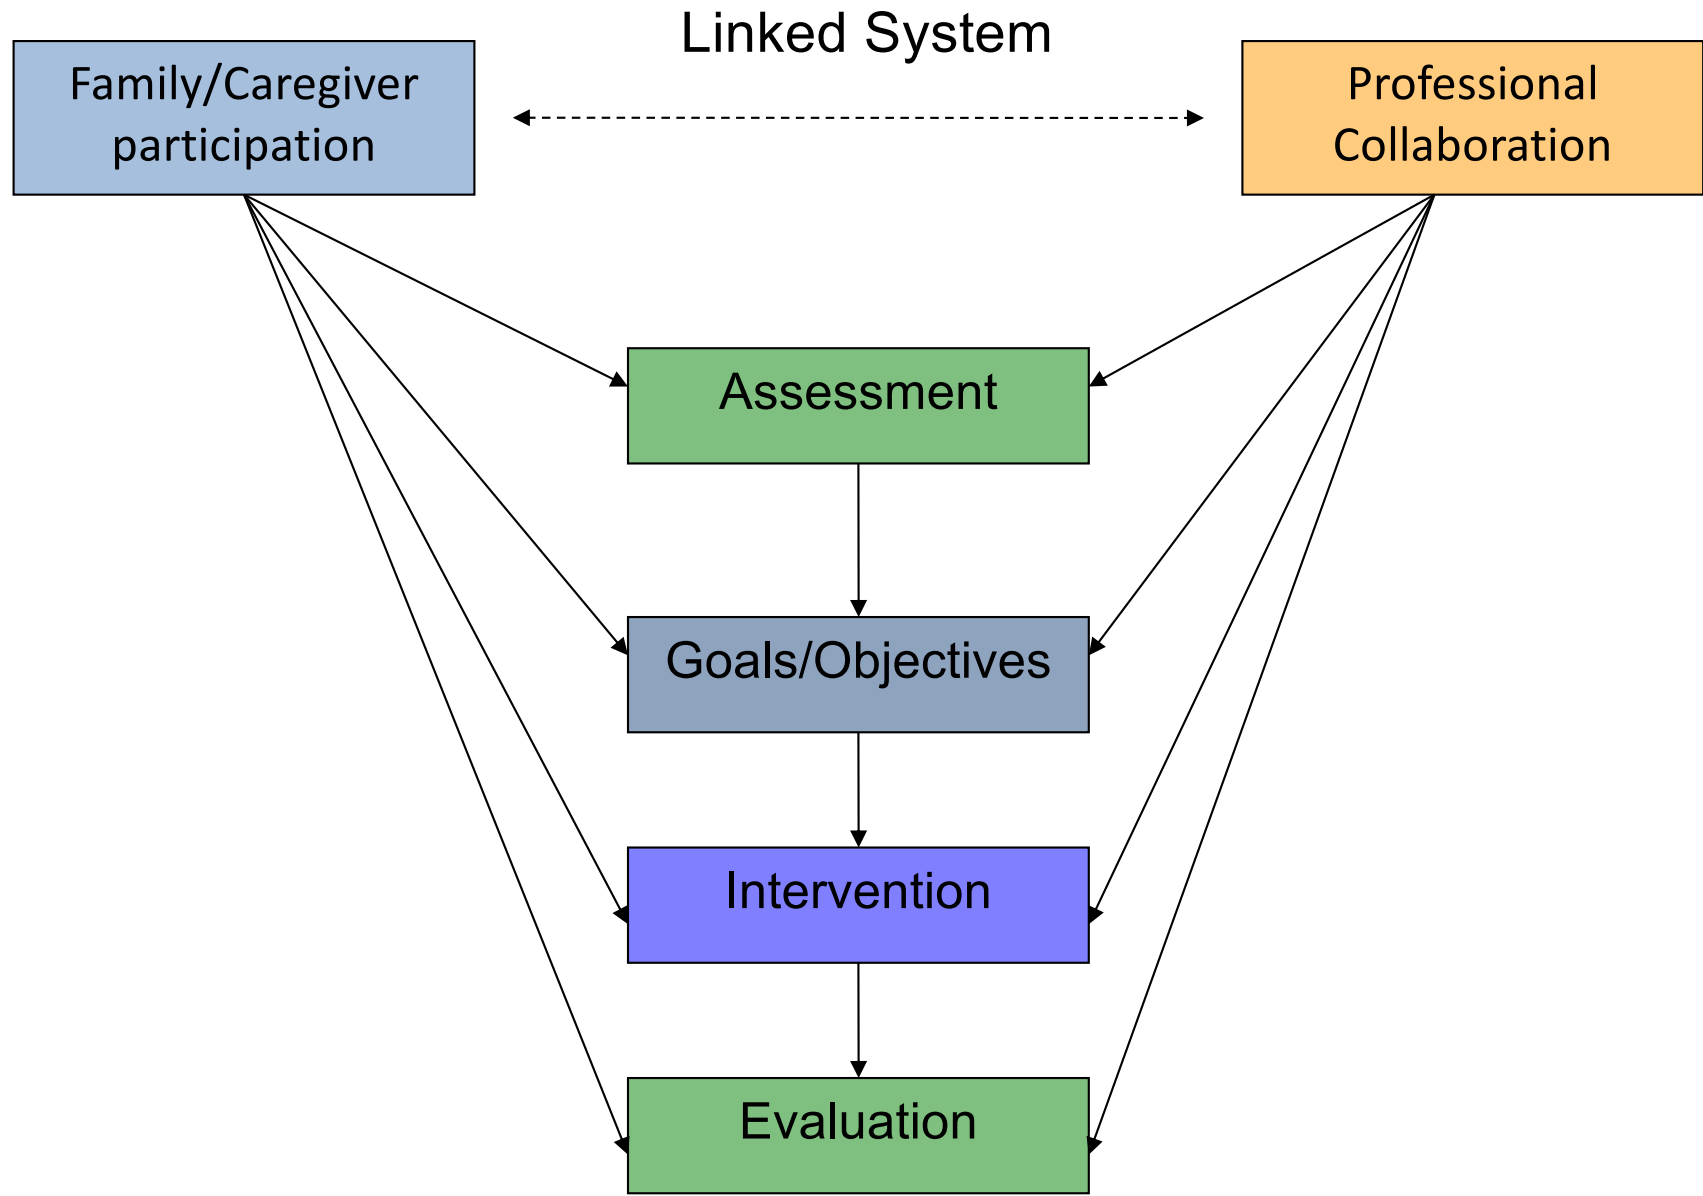 Linked System
Family/Caregiver
participation
Professional
Collaboration
Assessment
Goals/Objectives
Intervention
Evaluation